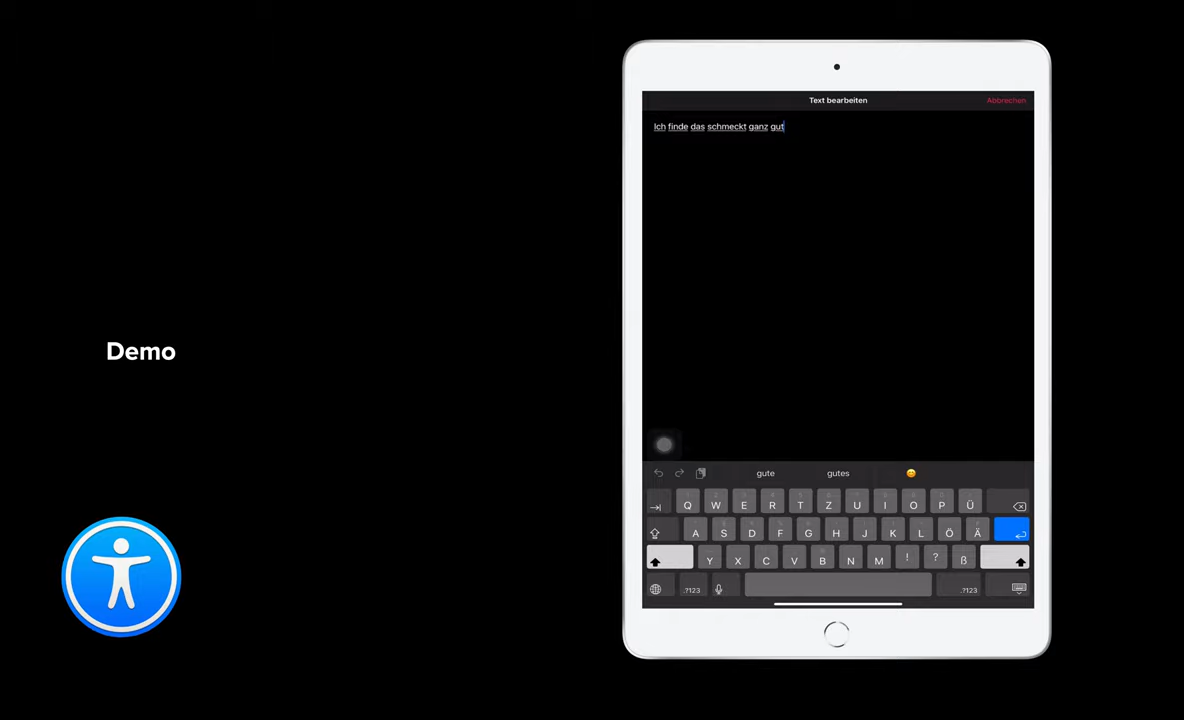 Demo
Text bearbeiten
Abbrechen
Ich finde das schmeckt ganz gut
gute gutes
Q W E R T Z U I O P Ü
A S D F G H J K L Ö Ä
Y X C V B N M ! ? ß
.?123 .?123